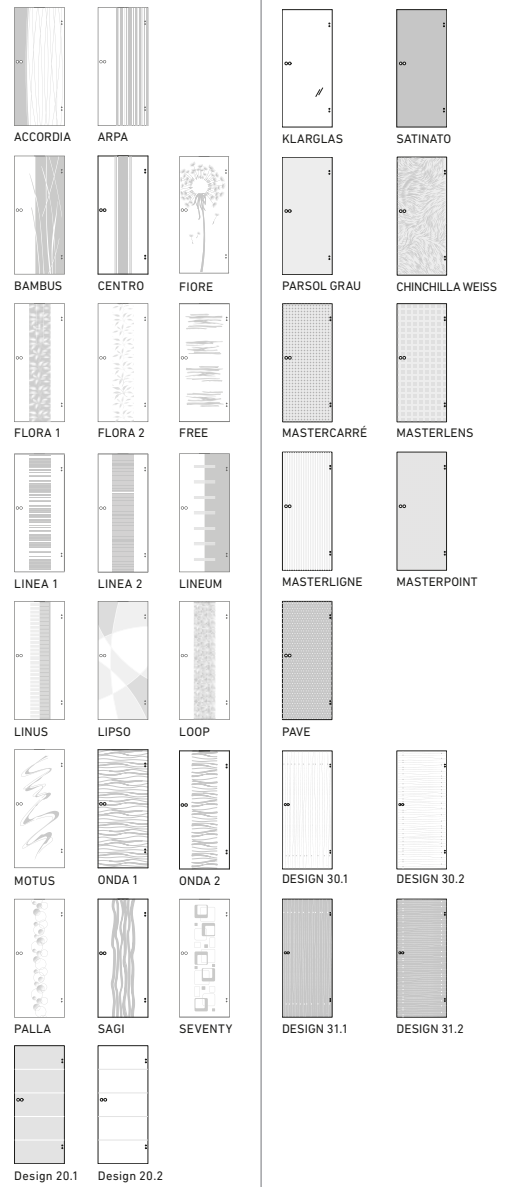 ACCORDIA ARPA
BAMBUS CENTRO FIORE
FLORA 1 FLORA 2 FREE
LINEA 1 LINEA 2 LINEUM
LINUS LIPSO LOOP
MOTUS ONDA 1 ONDA 2
PALLA SAGI SEVENTY
Design 20.1 Design 20.2
KLARGLAS SATINATO
PARSOL GRAU CHINCHILLA WEISS
MASTERCARRÉ MASTERLENS
MASTERLIGNE MASTERPOINT
PAVE
DESIGN 30.1 DESIGN 30.2
DESIGN 31.1 DESIGN 31.2